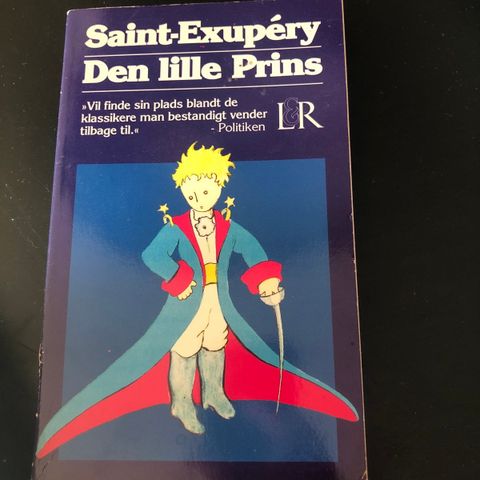 Saint-Exupéry
Den lille Prins
»Vil finde sin plads blandt de
klassikere man bestandigt vender
tilbage til.«
- Politiken
L&R